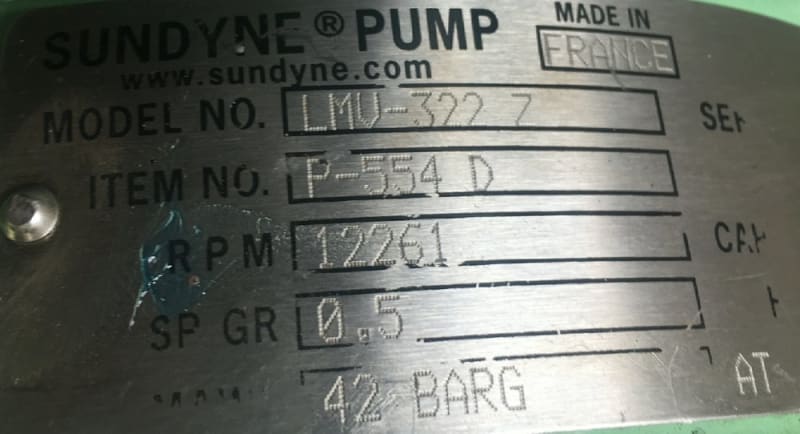 SUNDYNE® PUMP MADE IN
www.sundyne.com FRANCE
MODEL NO. LMV-322 Z
ITEM NO. P-554 D
RPM 12261
SP GR 0.5
42 BARG AT